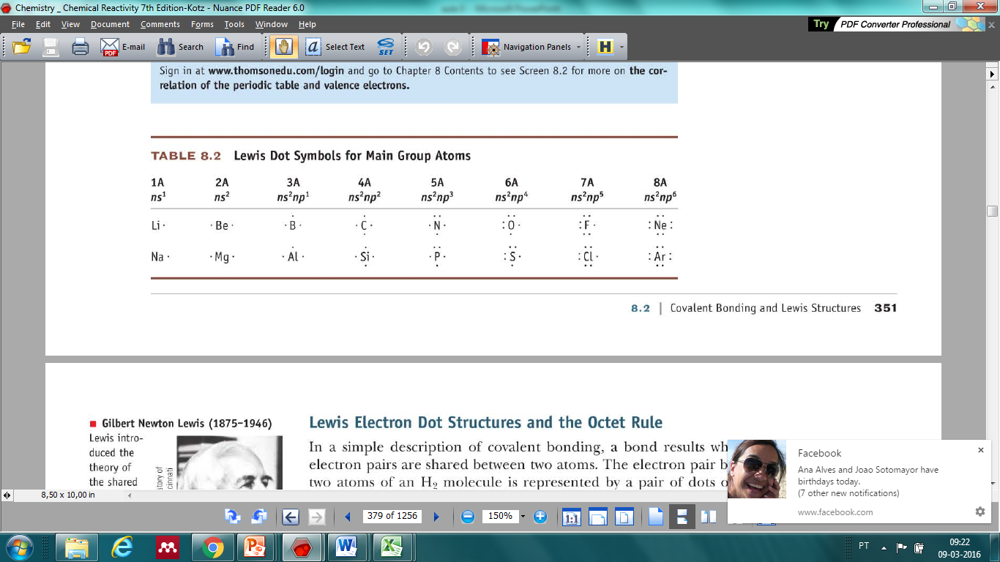 Chemistry _ Chemical Reactivity 7th Edition-Kotz - Nuance PDF Reader 6.0
File Edit View Document Comments Forms Tools Window Help
Try PDF Converter Professional
PDF E-mail Search Find a Select Text SET Navigation Panels H
Sign in at www.thomsonedu.com/login and go to Chapter 8 Contents to see Screen 8.2 for more on the cor-
relation of the periodic table and valence electrons.
TABLE 8.2 Lewis Dot Symbols for Main Group Atoms
1A 2A 3A 4A 5A 6A 7A 8A
ns¹ ns² ns²np¹ ns²np² ns²np³ ns²np⁴ ns²np⁵ ns²np⁶
Li· ·Be· ·B· ·C· ·N· :O· :F· :Ne:
Na· ·Mg· ·Al· ·Si· ·P· :S· :Cl· :Ar:
8.2 | Covalent Bonding and Lewis Structures 351
■ Gilbert Newton Lewis (1875–1946)
Lewis intro-
duced the
theory of
the shared
Lewis Electron Dot Structures and the Octet Rule
In a simple description of covalent bonding, a bond results
electron pairs are shared between two atoms. The electron pair
two atoms of an H₂ molecule is represented by a pair of dots
Facebook
Ana Alves and Joao Sotomayor have
birthdays today.
(7 other new notifications)
www.facebook.com
8,50 x 10,00 in
379 of 1256 150% 1:1
PT
09:22
09-03-2016